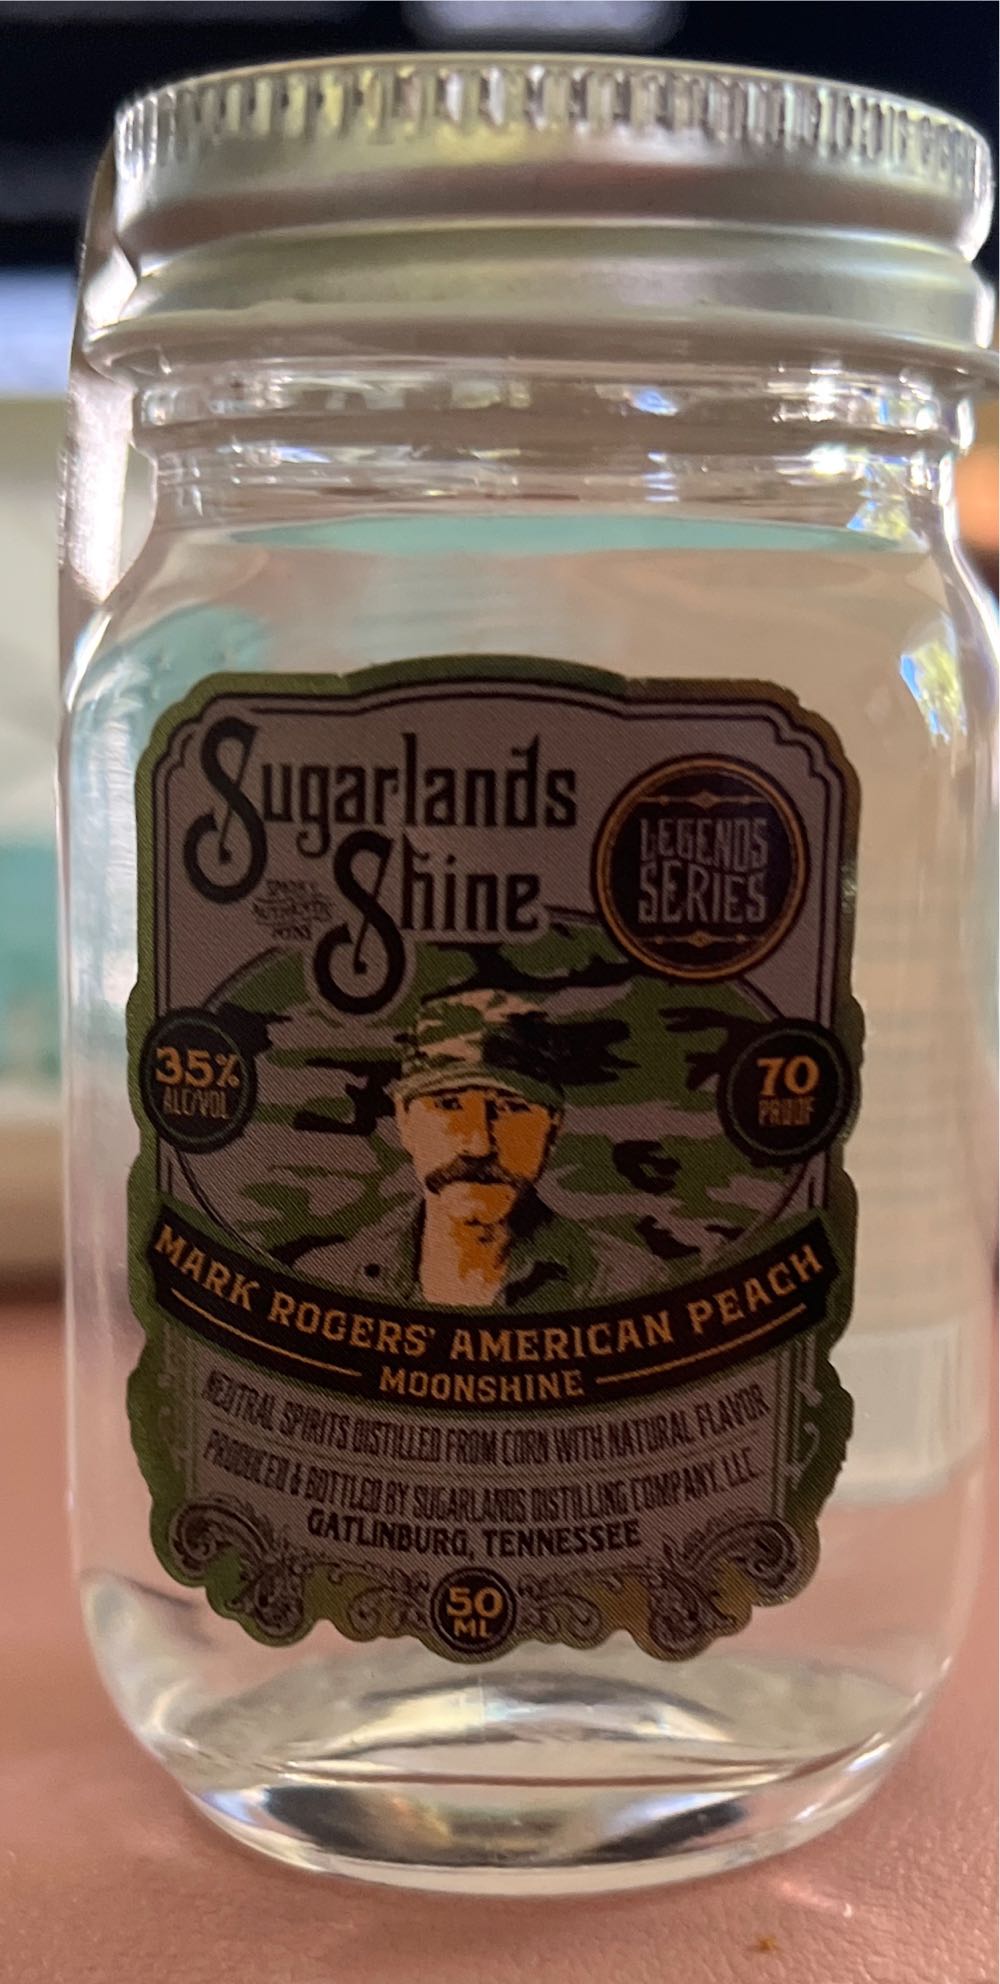 Sugarlands
Shine
LEGENDS
SERIES
35%
ALC/VOL
70
PROOF
MARK ROGERS' AMERICAN PEACH
MOONSHINE
NEUTRAL SPIRITS DISTILLED FROM CORN WITH NATURAL FLAVOR
PRODUCED & BOTTLED BY SUGARLANDS DISTILLING COMPANY, LLC
GATLINBURG, TENNESSEE
50
ML